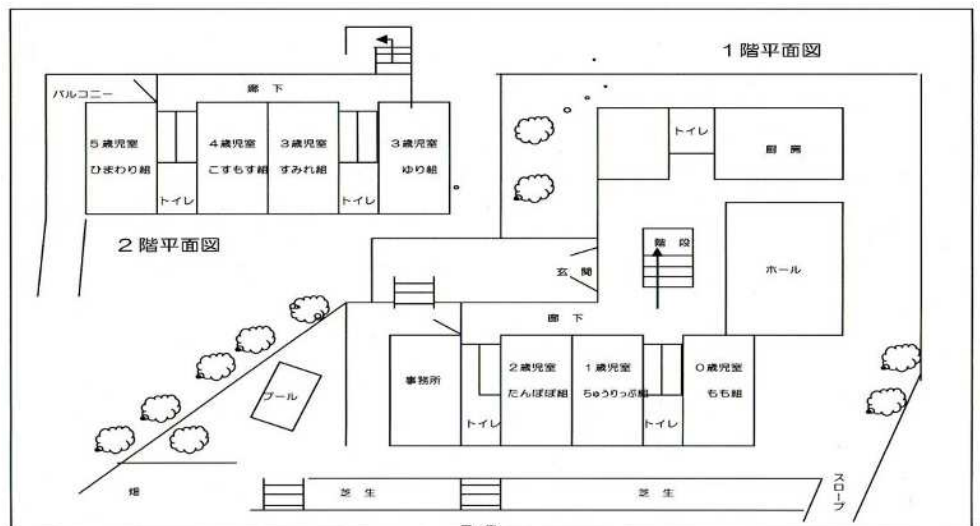 1階平面図
バルコニー
廊 下
5歳児室
ひまわり組
トイレ
4歳児室
こすもす組
3歳児室
すみれ組
トイレ
3歳児室
ゆり組
2階平面図
トイレ
厨 房
階 段
ホール
玄 関
廊 下
事務所
トイレ
2歳児室
たんぽぽ組
1歳児室
ちゅうりっぷ組
トイレ
0歳児室
もも組
プール
畑
芝 生
芝 生
スロープ